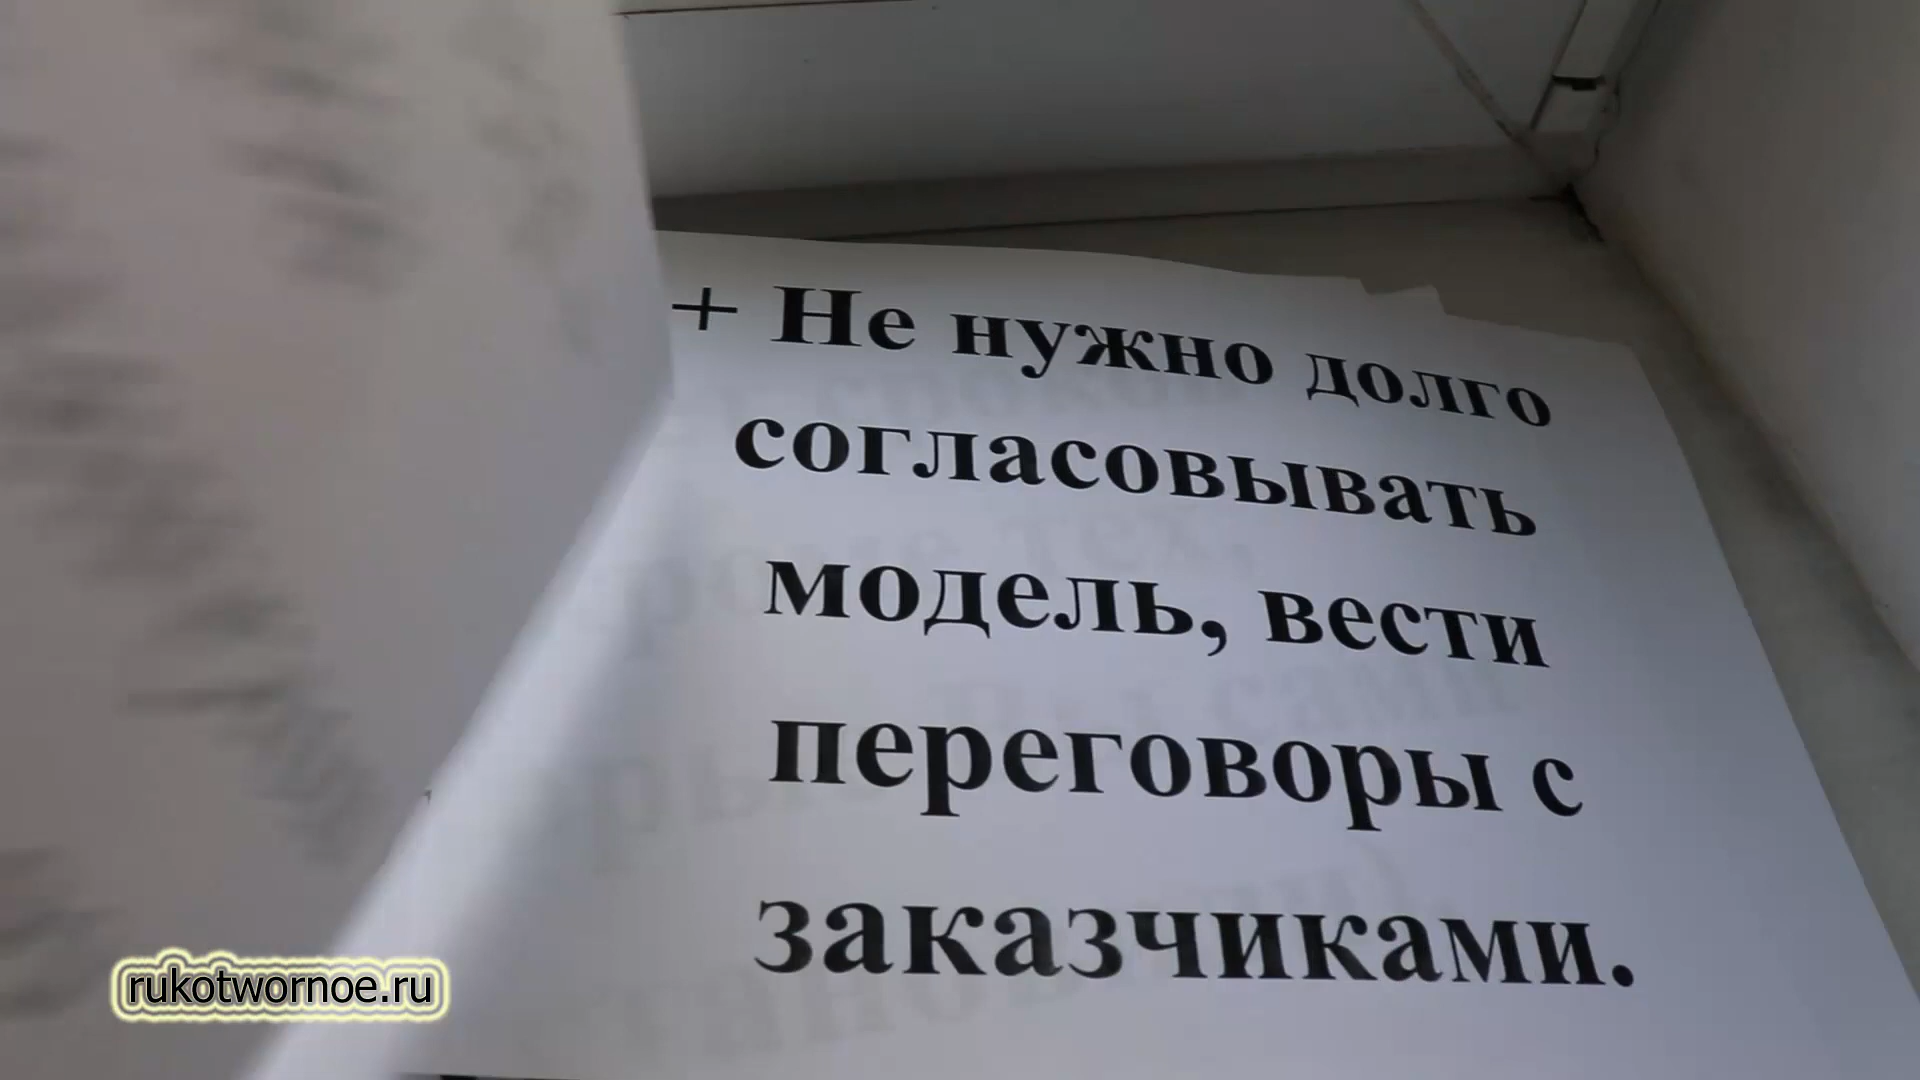 + Не нужно долго
согласовывать
модель, вести
переговоры с
заказчиками.
rukotwornoe.ru